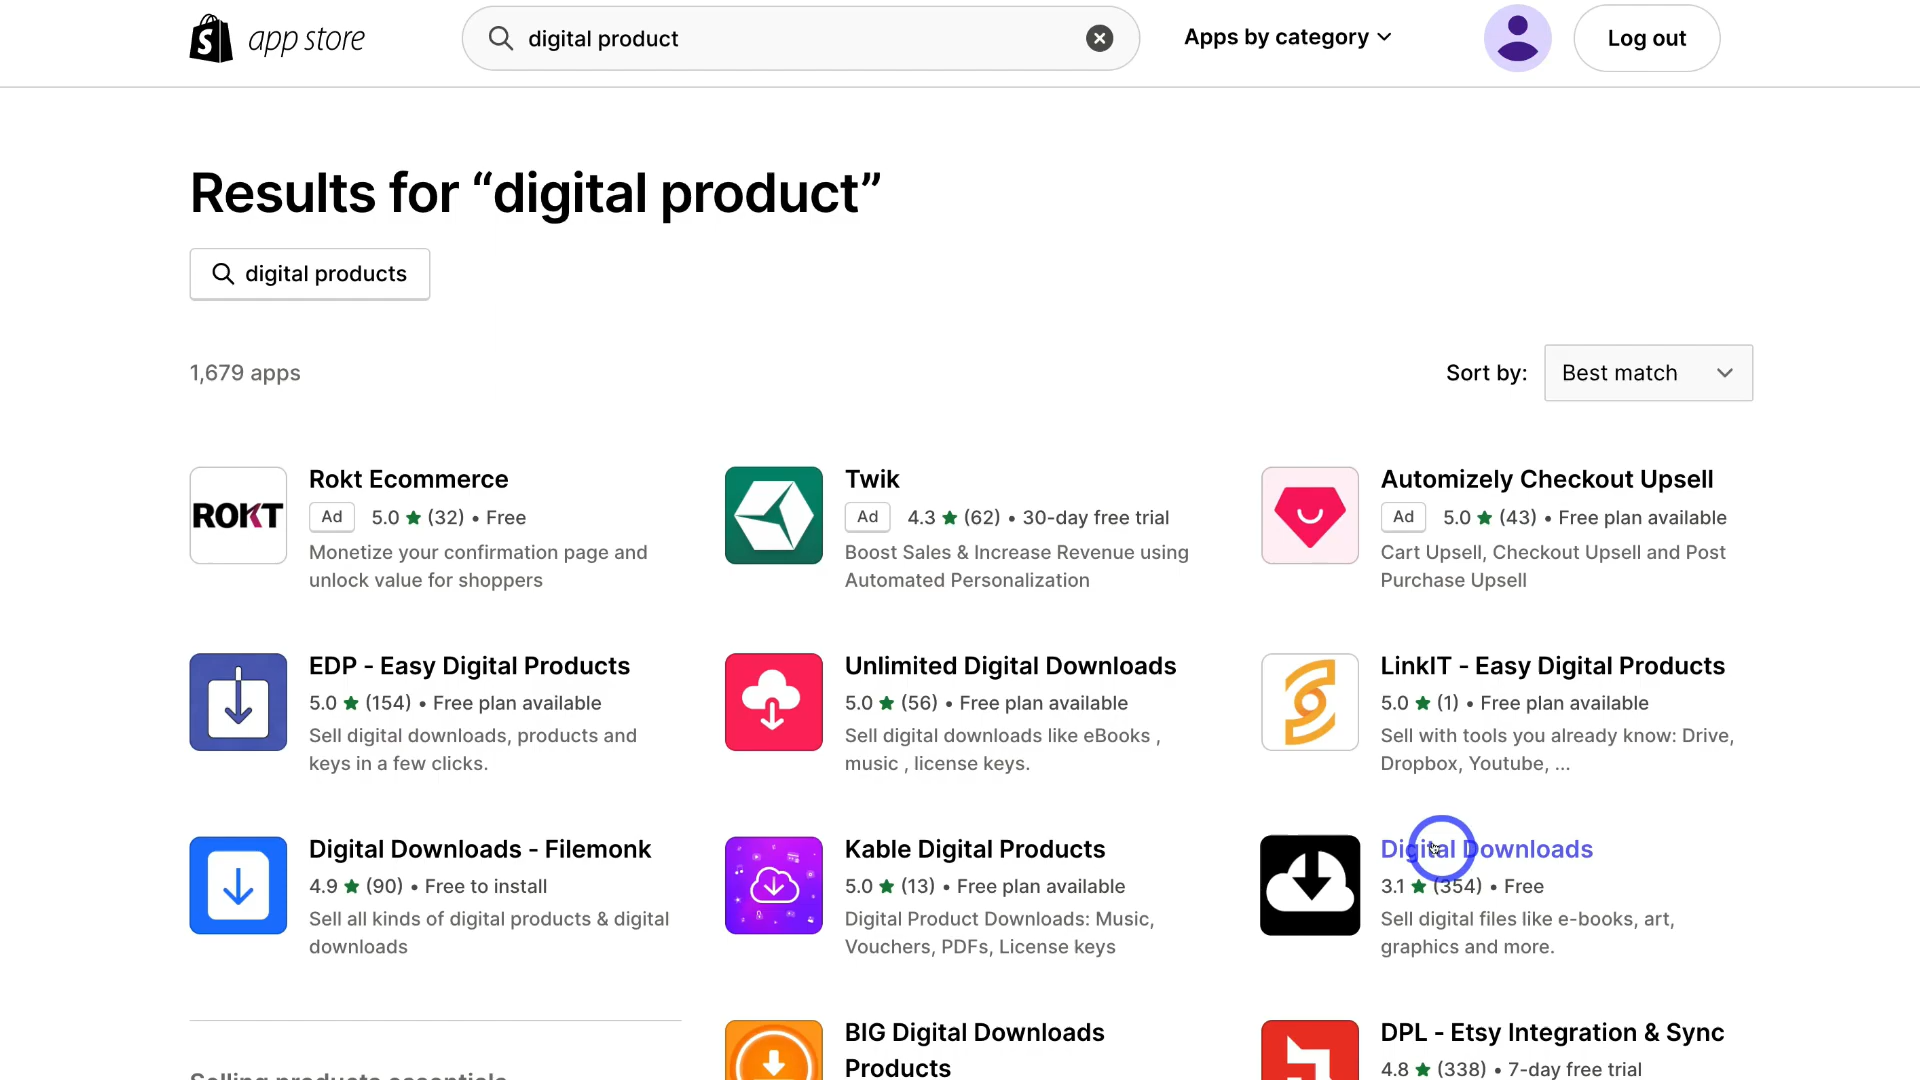 app store
digital product
Apps by category
Log out
Results for “digital product”
digital products
1,679 apps
Sort by:
Best match
ROKT
Rokt Ecommerce
Ad 5.0 ★ (32) • Free
Monetize your confirmation page and
unlock value for shoppers
Twik
Ad 4.3 ★ (62) • 30-day free trial
Boost Sales & Increase Revenue using
Automated Personalization
Automizely Checkout Upsell
Ad 5.0 ★ (43) • Free plan available
Cart Upsell, Checkout Upsell and Post
Purchase Upsell
EDP - Easy Digital Products
5.0 ★ (154) • Free plan available
Sell digital downloads, products and
keys in a few clicks.
Unlimited Digital Downloads
5.0 ★ (56) • Free plan available
Sell digital downloads like eBooks ,
music , license keys.
LinkIT - Easy Digital Products
5.0 ★ (1) • Free plan available
Sell with tools you already know: Drive,
Dropbox, Youtube, ...
Digital Downloads - Filemonk
4.9 ★ (90) • Free to install
Sell all kinds of digital products & digital
downloads
Kable Digital Products
5.0 ★ (13) • Free plan available
Digital Product Downloads: Music,
Vouchers, PDFs, License keys
Digital Downloads
3.1 ★ (354) • Free
Sell digital files like e-books, art,
graphics and more.
Selling products essentials
BIG Digital Downloads
Products
DPL - Etsy Integration & Sync
4.8 ★ (338) • 7-day free trial